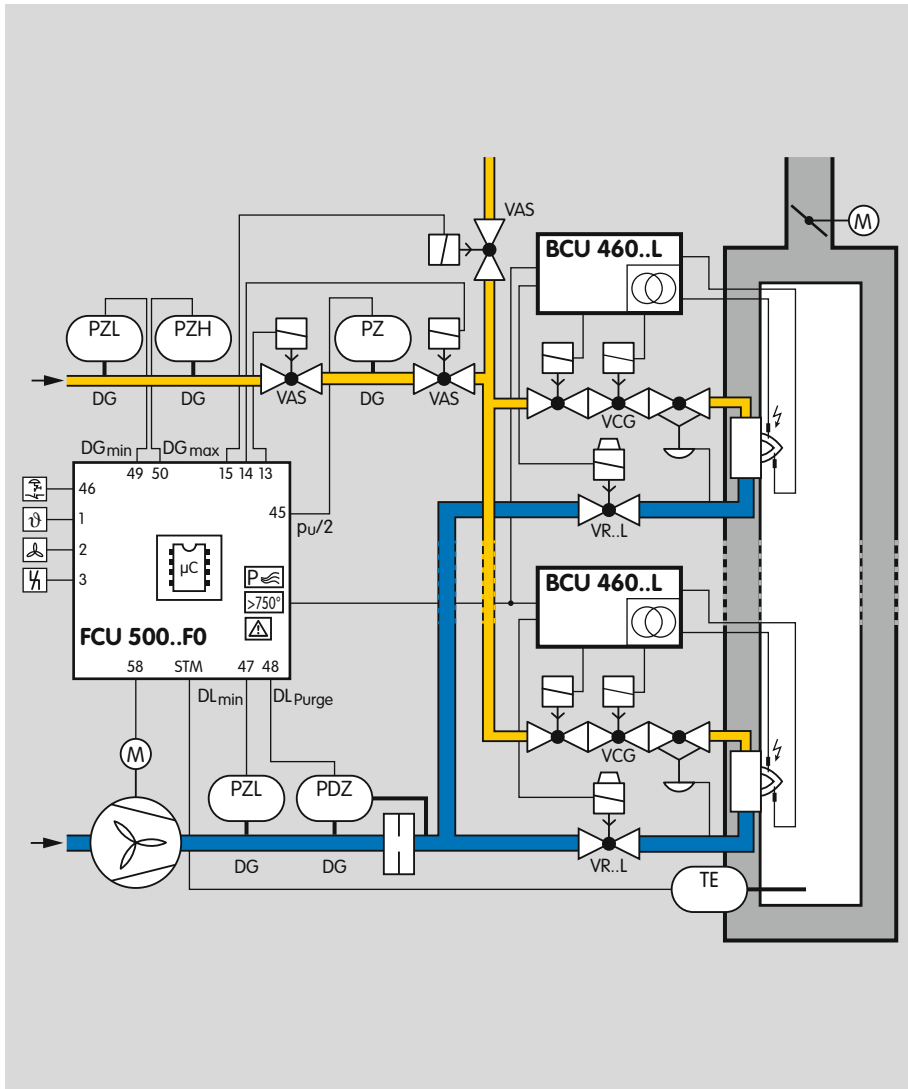 VAS
M
BCU 460..L
PZL
PZH
PZ
DG
DG
VAS
DG
VAS
VCG
DGmin
DGmax
49
50
15
14
13
46
45
pu/2
VR..L
1
ϑ
2
3
µC
P
BCU 460..L
>750°
FCU 500..F0
58
STM
47
48
DLmin
DLPurge
M
VCG
PZL
PDZ
DG
DG
VR..L
TE